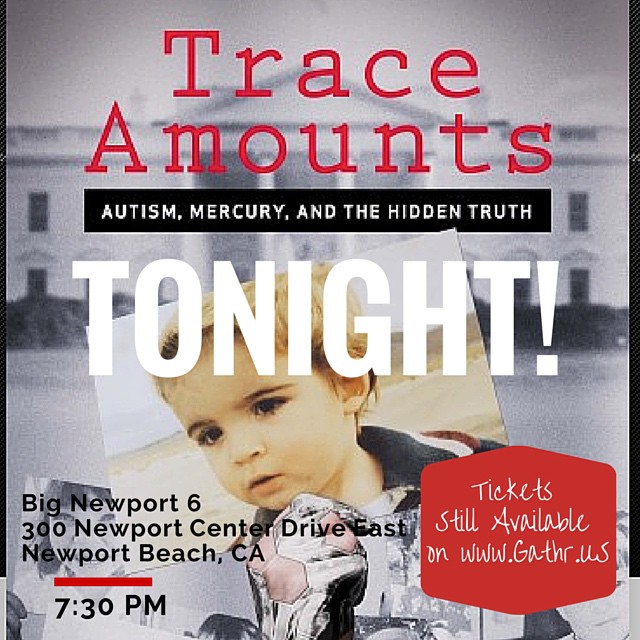 Trace
Amounts
AUTISM, MERCURY, AND THE HIDDEN TRUTH
TONIGHT!
Big Newport 6
300 Newport Center Drive East
Newport Beach, CA
7:30 PM
Tickets
Still Available
on www.Gathr.us